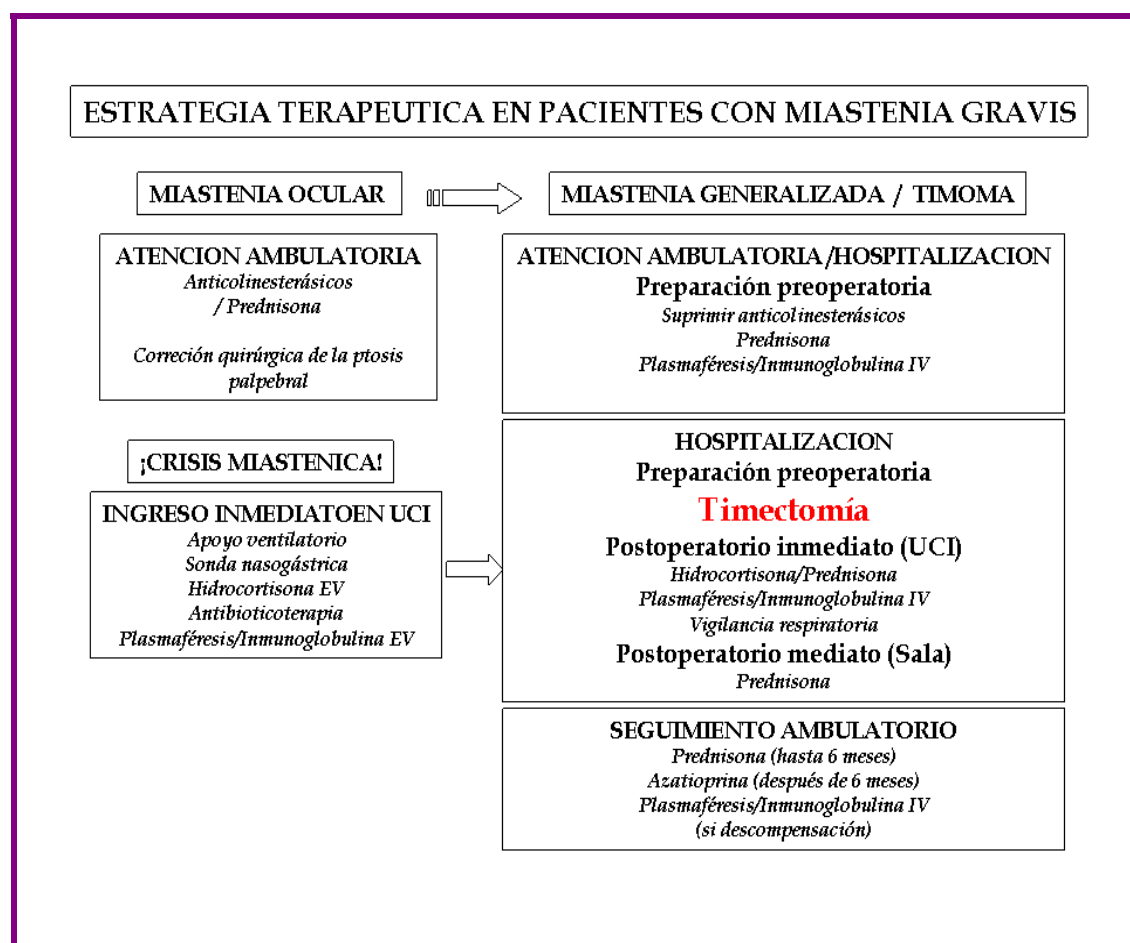 ESTRATEGIA TERAPEUTICA EN PACIENTES CON MIASTENIA GRAVIS
MIASTENIA OCULAR
MIASTENIA GENERALIZADA / TIMOMA
ATENCION AMBULATORIA
Anticolinesterásicos
/ Prednisona
Correción quirúrgica de la ptosis
palpebral
ATENCION AMBULATORIA/HOSPITALIZACION
Preparación preoperatoria
Suprimir anticolinesterásicos
Prednisona
Plasmaféresis/Inmunoglobulina IV
¡CRISIS MIASTENICA!
INGRESO INMEDIATOEN UCI
Apoyo ventilatorio
Sonda nasogástrica
Hidrocortisona EV
Antibioticoterapia
Plasmaféresis/Inmunoglobulina EV
HOSPITALIZACION
Preparación preoperatoria
Timectomía
Postoperatorio inmediato (UCI)
Hidrocortisona/Prednisona
Plasmaféresis/Inmunoglobulina IV
Vigilancia respiratoria
Postoperatorio mediato (Sala)
Prednisona
SEGUIMIENTO AMBULATORIO
Prednisona (hasta 6 meses)
Azatioprina (después de 6 meses)
Plasmaféresis/Inmunoglobulina IV
(si descompensación)